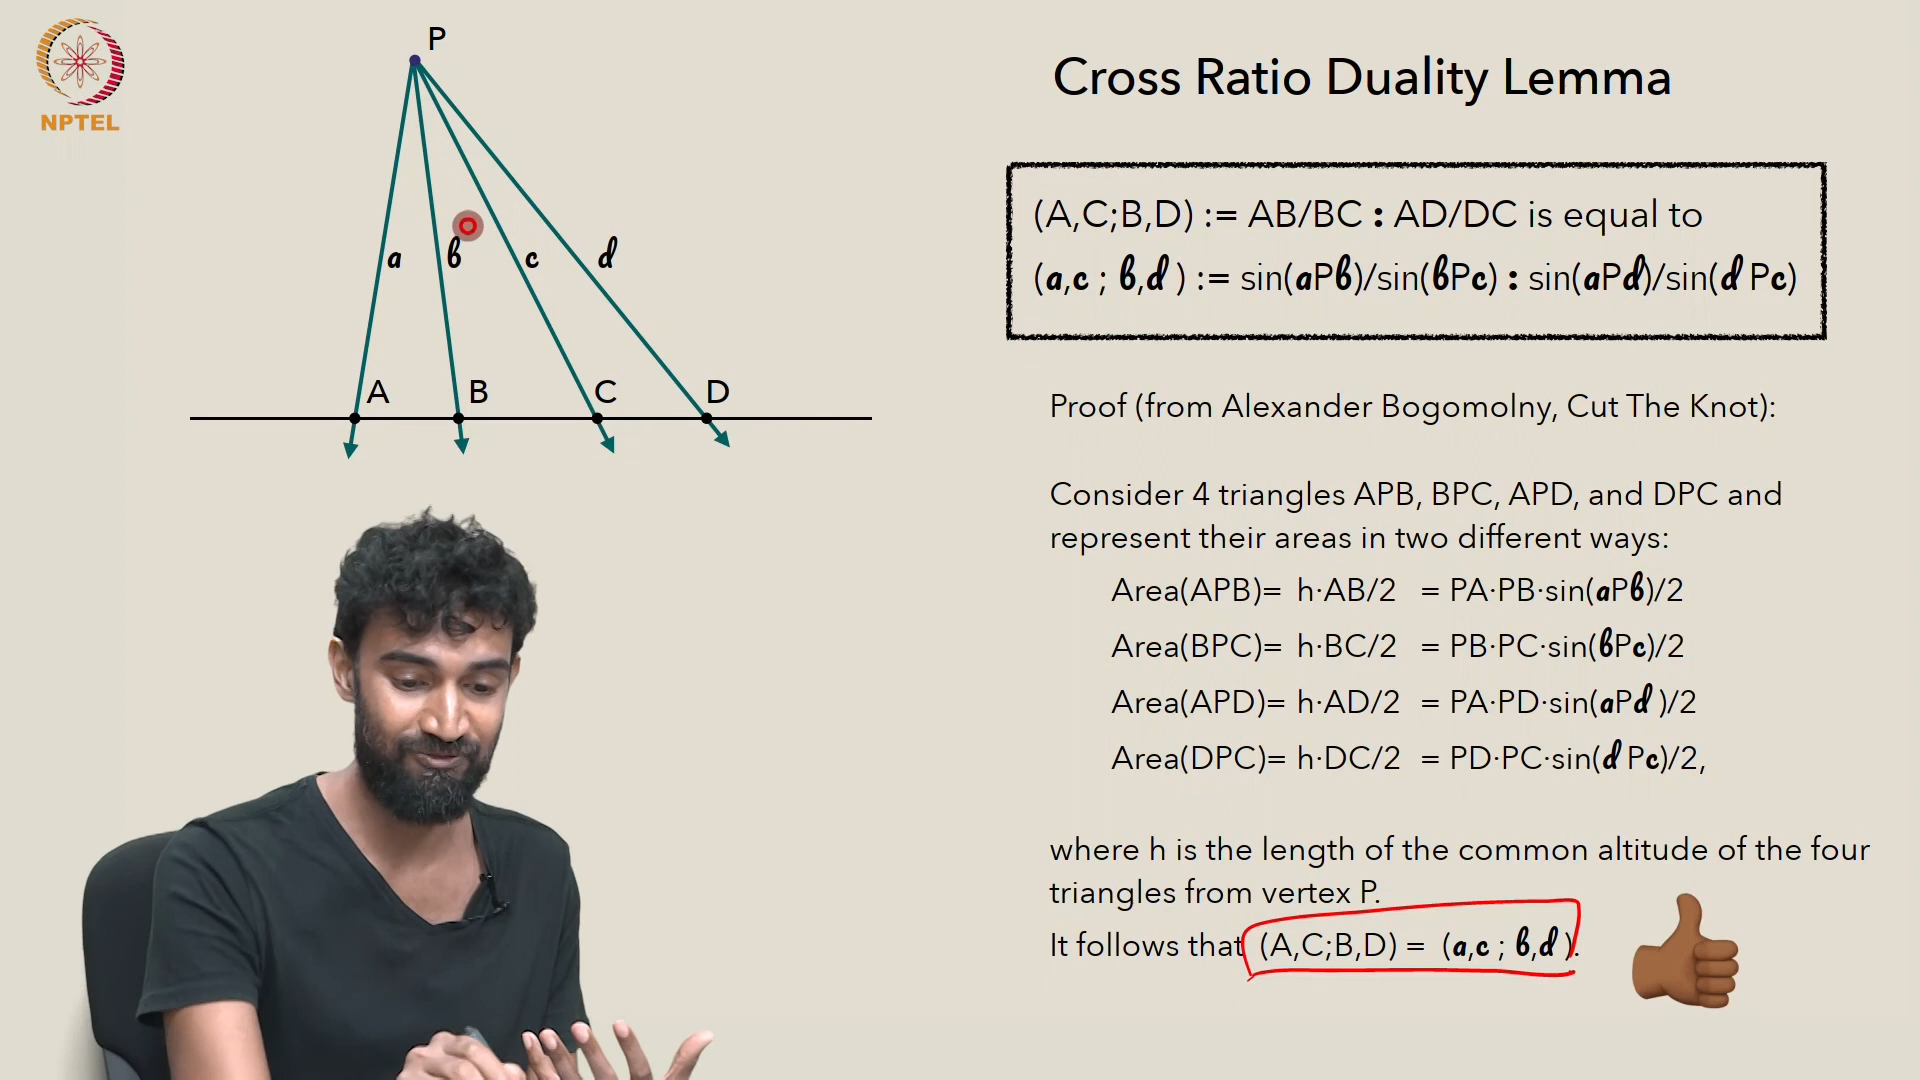 NPTEL
P
a b c d
A B C D
Cross Ratio Duality Lemma
(A,C;B,D) := AB/BC : AD/DC is equal to
(a,c ; b,d ) := sin(aPb)/sin(bPc) : sin(aPd)/sin(d Pc)
Proof (from Alexander Bogomolny, Cut The Knot):
Consider 4 triangles APB, BPC, APD, and DPC and
represent their areas in two different ways:
Area(APB)= h·AB/2 = PA·PB·sin(aPb)/2
Area(BPC)= h·BC/2 = PB·PC·sin(bPc)/2
Area(APD)= h·AD/2 = PA·PD·sin(aPd )/2
Area(DPC)= h·DC/2 = PD·PC·sin(d Pc)/2,
where h is the length of the common altitude of the four
triangles from vertex P.
It follows that (A,C;B,D) = (a,c ; b,d ).